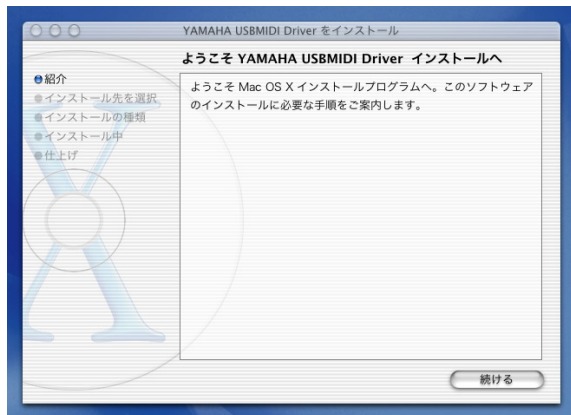 YAMAHA USBMIDI Driver をインストール
ようこそ YAMAHA USBMIDI Driver インストールへ
紹介
インストール先を選択
インストールの種類
インストール中
仕上げ
ようこそ Mac OS X インストールプログラムへ。このソフトウェア
のインストールに必要な手順をご案内します。
続ける